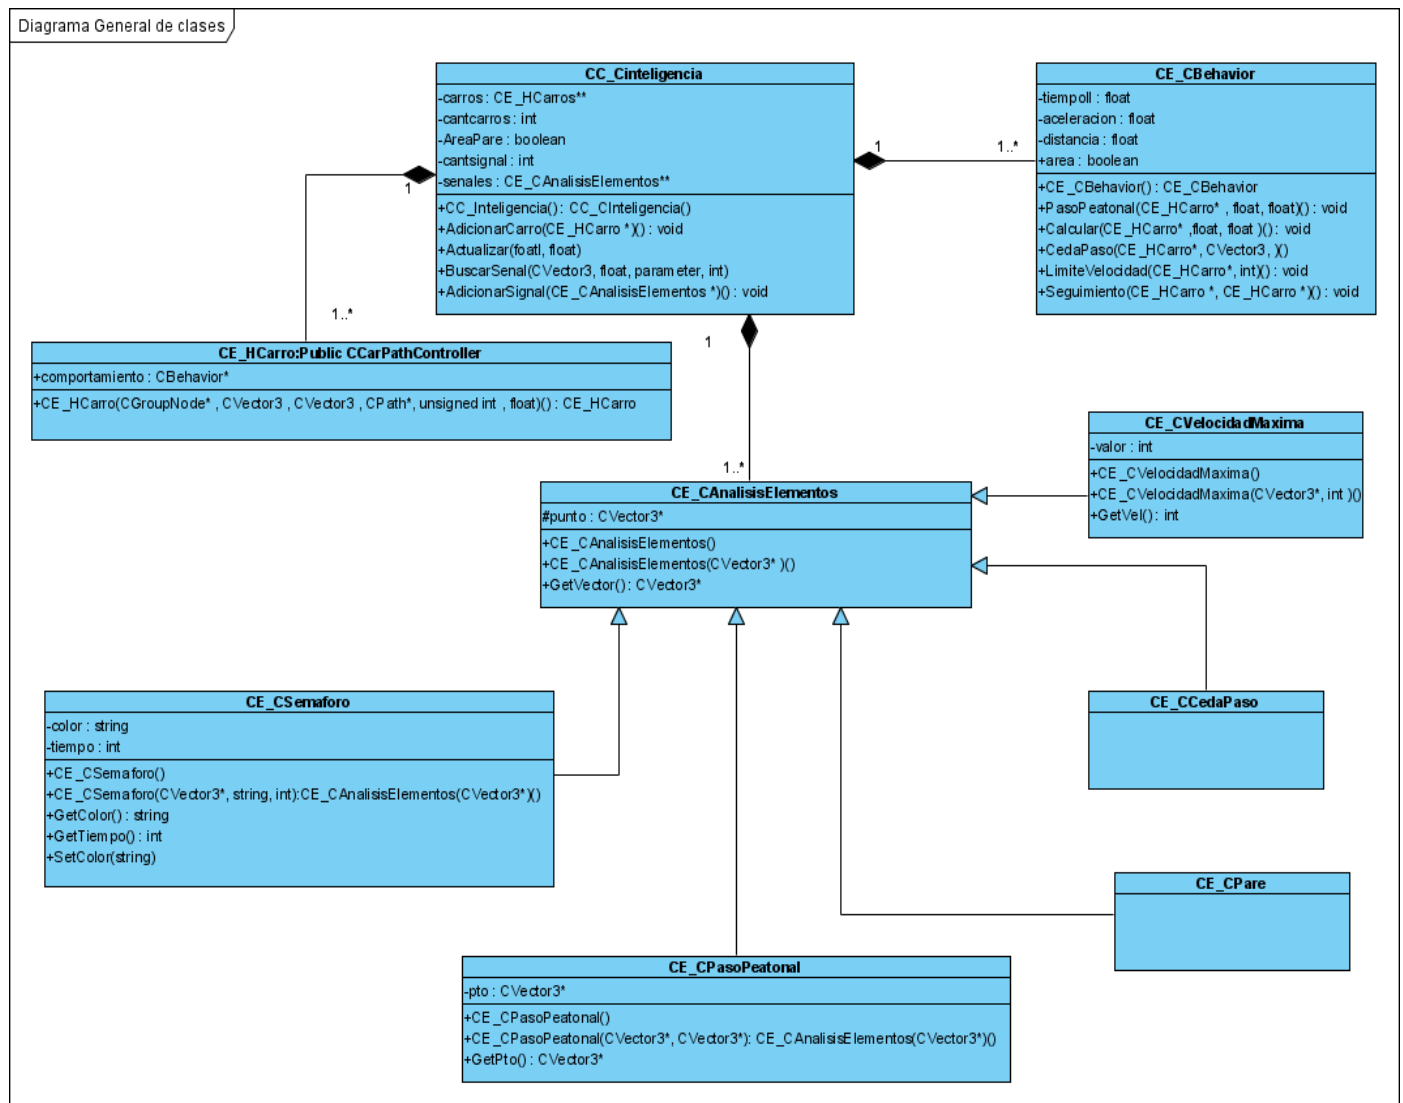 Diagrama General de clases
CC_Cinteligencia
-carros : CE_HCarros**
-cantcarros : int
-AreaPare : boolean
-cantsignal : int
-senales : CE_CAnalisisElementos**
+CC_Inteligencia() : CC_CInteligencia()
+AdicionarCarro(CE_HCarro *)() : void
+Actualizar(foatl, float)
+BuscarSenal(CVector3, float, parameter, int)
+AdicionarSignal(CE_CAnalisisElementos *)() : void
CE_CBehavior
-tiempoII : float
-aceleracion : float
-distancia : float
+area : boolean
+CE_CBehavior() : CE_CBehavior
+PasoPeatonal(CE_HCarro* , float, float)() : void
+Calcular(CE_HCarro* ,float, float )() : void
+CedaPaso(CE_HCarro*, CVector3, )()
+LimiteVelocidad(CE_HCarro*, int)() : void
+Seguimiento(CE_HCarro *, CE_HCarro *)() : void
1
1..*
1
1..*
1
1..*
CE_HCarro:Public CCarPathController
+comportamiento : CBehavior*
+CE_HCarro(CGroupNode* , CVector3 , CVector3 , CPath*, unsigned int , float)() : CE_HCarro
CE_CVelocidadMaxima
-valor : int
+CE_CVelocidadMaxima()
+CE_CVelocidadMaxima(CVector3*, int )()
+GetVel() : int
CE_CAnalisisElementos
#punto : CVector3*
+CE_CAnalisisElementos()
+CE_CAnalisisElementos(CVector3* )()
+GetVector() : CVector3*
CE_CSemaforo
-color : string
-tiempo : int
+CE_CSemaforo()
+CE_CSemaforo(CVector3*, string, int):CE_CAnalisisElementos(CVector3*)()
+GetColor() : string
+GetTiempo() : int
+SetColor(string)
CE_CCedaPaso
CE_CPare
CE_CPasoPeatonal
-pto : CVector3*
+CE_CPasoPeatonal()
+CE_CPasoPeatonal(CVector3*, CVector3*): CE_CAnalisisElementos(CVector3*)()
+GetPto() : CVector3*